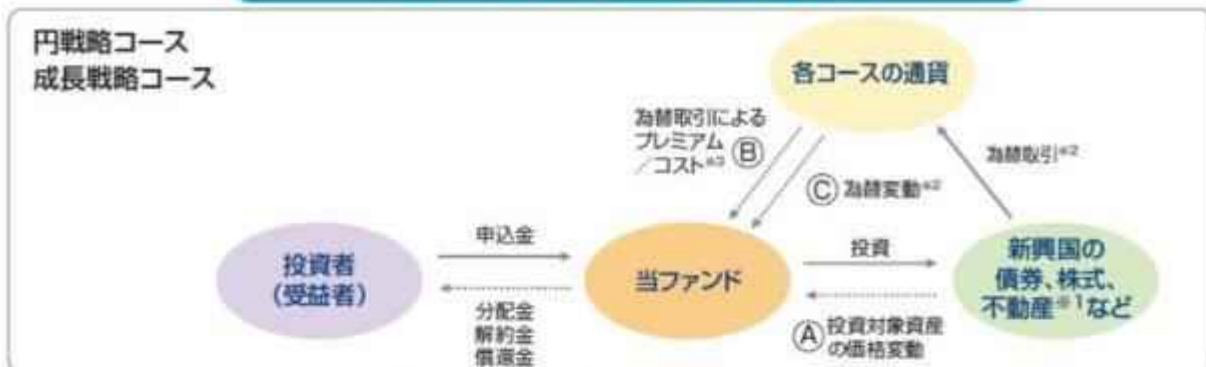 円戦略コース
成長戦略コース
各コースの通貨
為替取引による
プレミアム
／コスト※3 Ⓑ
為替取引※2
Ⓒ 為替変動※2
投資者
(受益者)
申込金
分配金
解約金
償還金
当ファンド
投資
Ⓐ 投資対象資産
の価格変動
新興国の
債券、株式、
不動産※1など